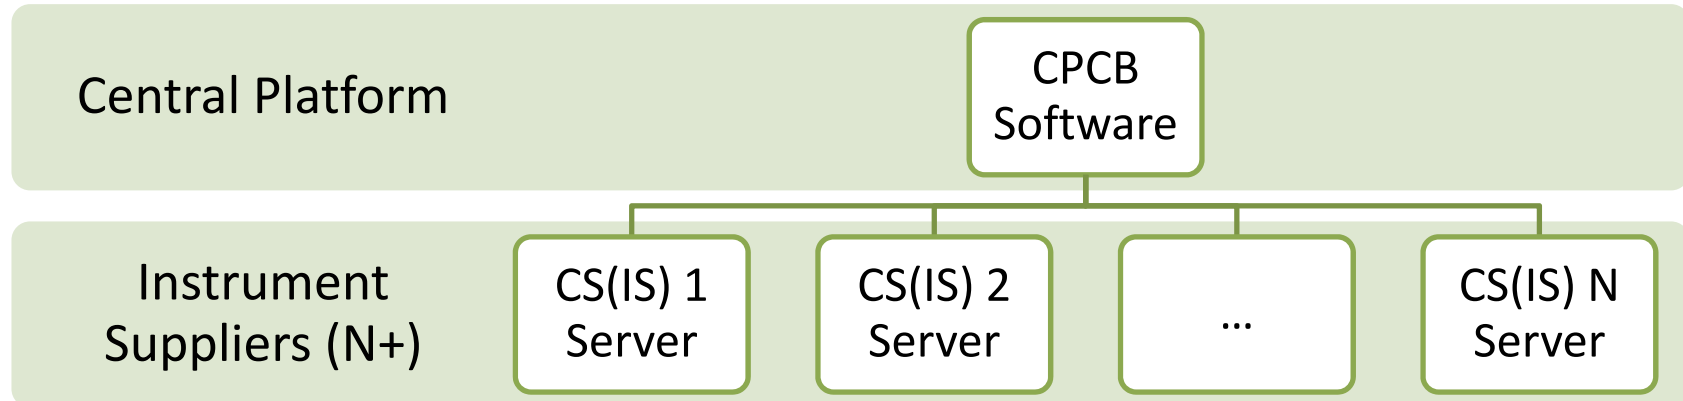 Central Platform
CPCB
Software
Instrument
Suppliers (N+)
CS(IS) 1
Server
CS(IS) 2
Server
...
CS(IS) N
Server